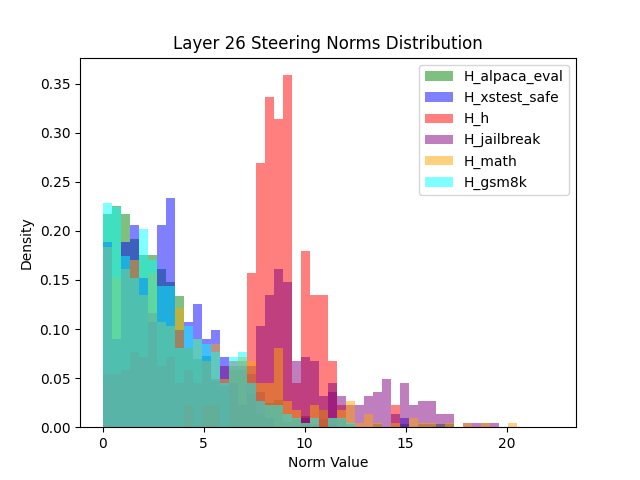 Layer 26 Steering Norms Distribution
H_alpaca_eval
H_xstest_safe
H_h
H_jailbreak
H_math
H_gsm8k
Density
0.35
0.30
0.25
0.20
0.15
0.10
0.05
0.00
0 5 10 15 20
Norm Value